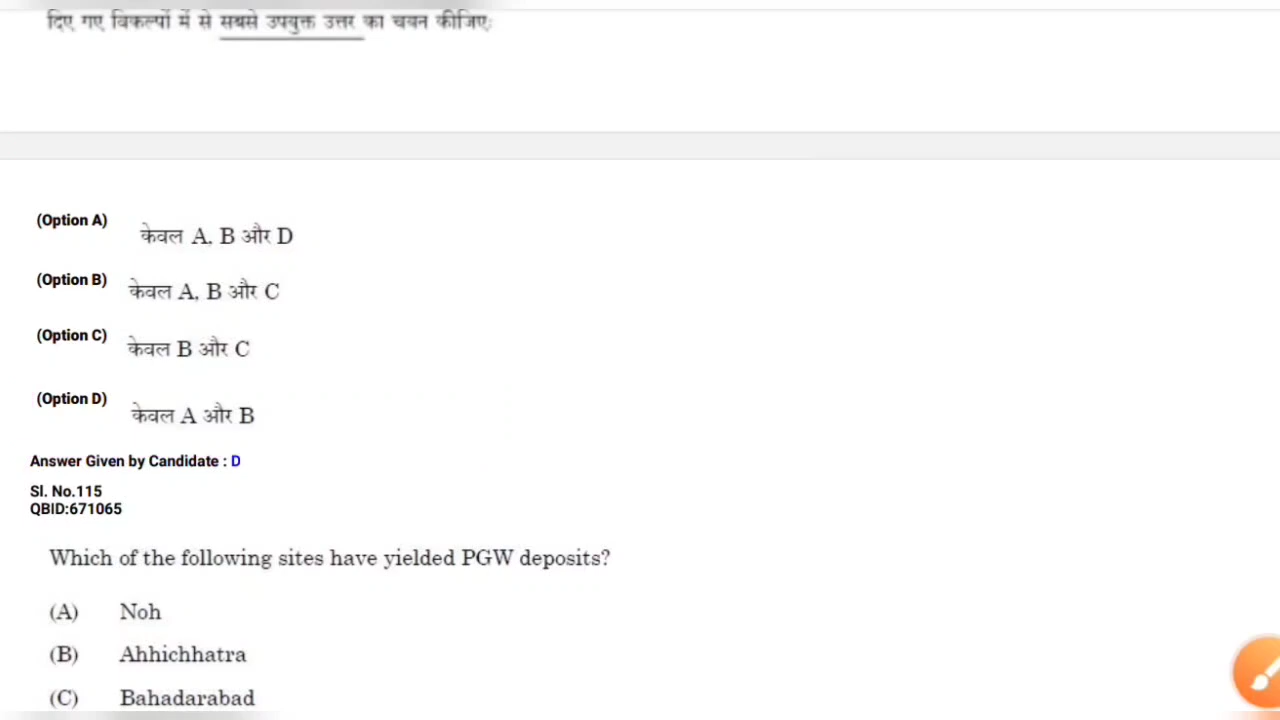 दिए गए विकल्पों में से सबसे उपयुक्त उत्तर का चयन कीजिए:
(Option A) केवल A, B और D
(Option B) केवल A, B और C
(Option C) केवल B और C
(Option D) केवल A और B
Answer Given by Candidate : D
Sl. No.115
QBID:671065
Which of the following sites have yielded PGW deposits?
(A) Noh
(B) Ahhichhatra
(C) Bahadarabad